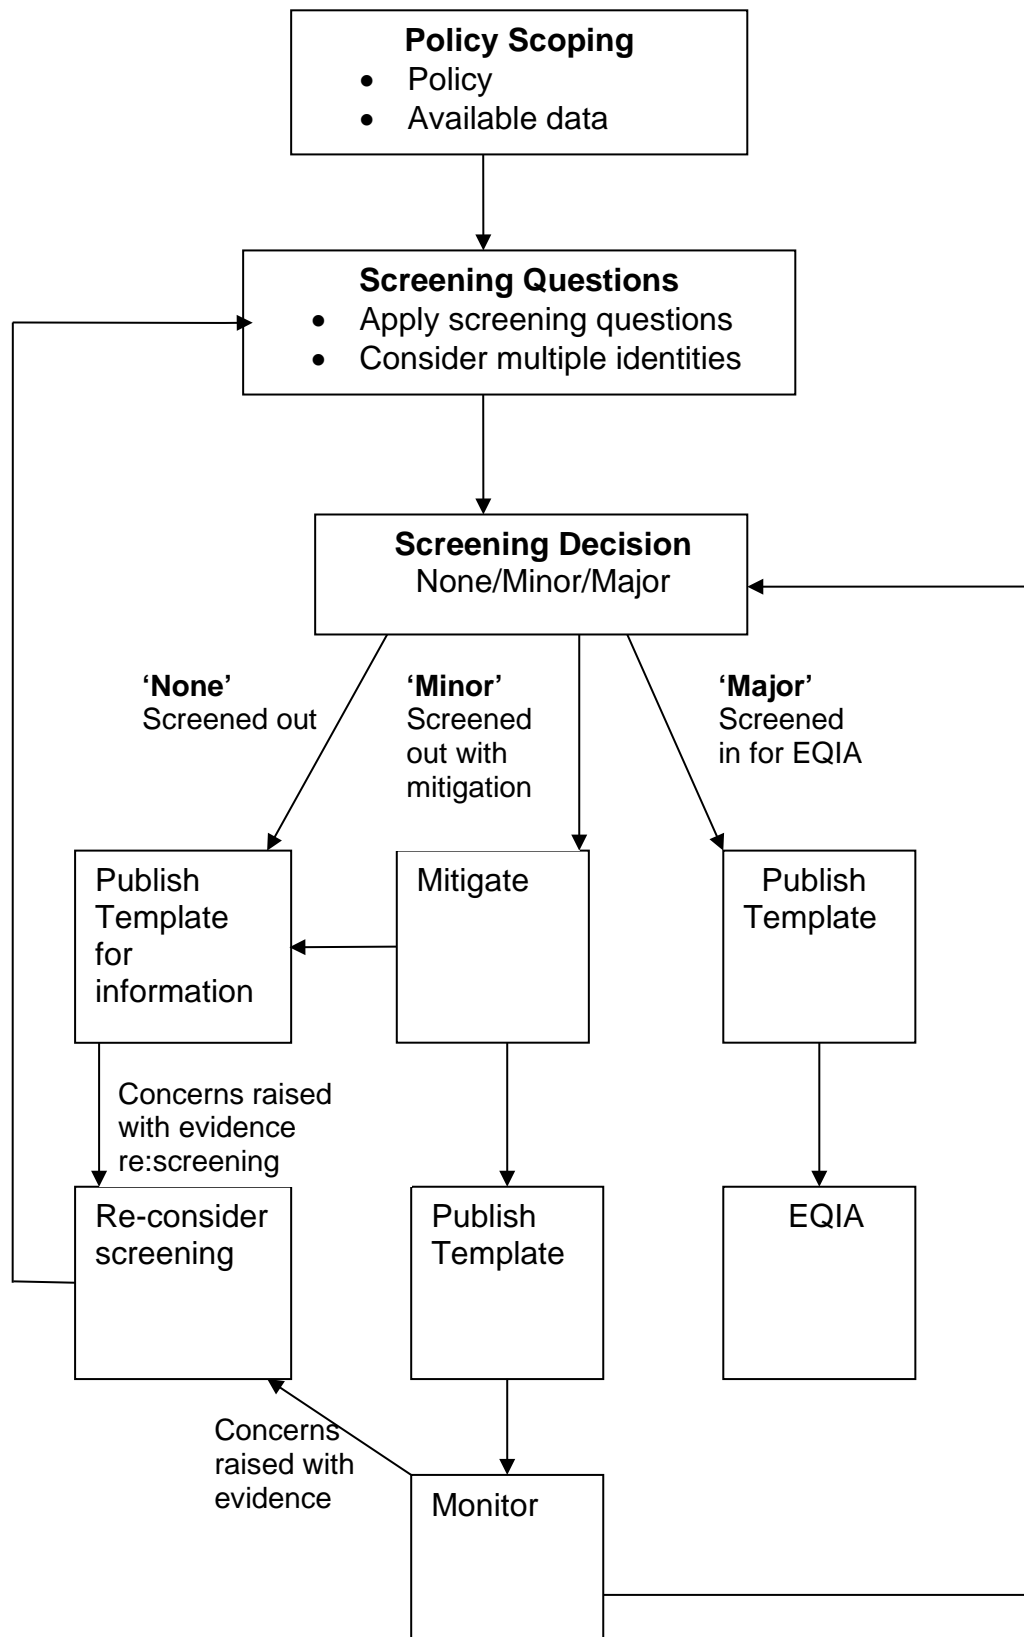 Policy Scoping
• Policy
• Available data
Screening Questions
• Apply screening questions
• Consider multiple identities
Screening Decision
None/Minor/Major
‘None’
Screened out
‘Minor’
Screened
out with
mitigation
‘Major’
Screened
in for EQIA
Publish
Template
for
information
Mitigate
Publish
Template
Concerns raised
with evidence
re:screening
Re-consider
screening
Publish
Template
EQIA
Concerns
raised with
evidence
Monitor